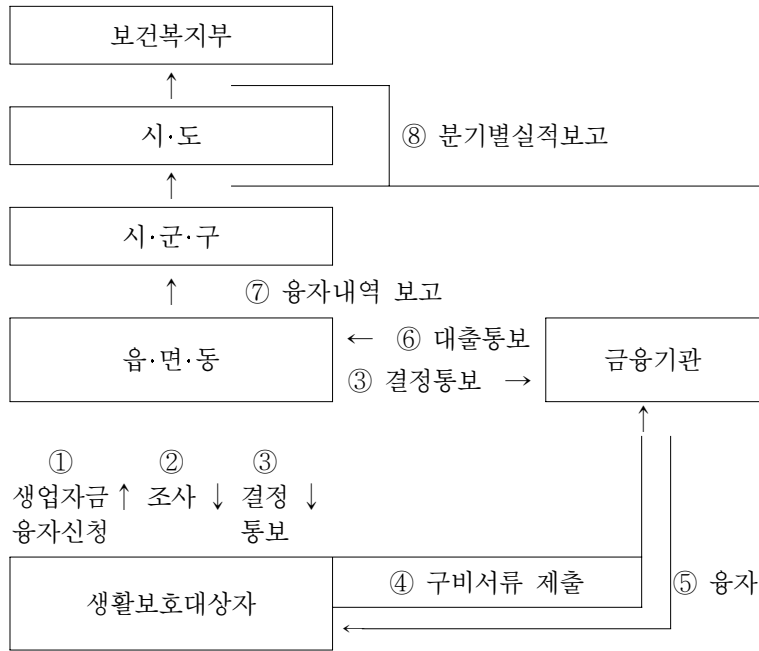 보건복지부
↑
시·도
⑧ 분기별실적보고
↑
시·군·구
↑ ⑦ 융자내역 보고
← ⑥ 대출통보
읍·면·동 금융기관
③ 결정통보 →
↑
① ② ③
생업자금 ↑ 조사 ↓ 결정 ↓
융자신청 통보
④ 구비서류 제출 ⑤ 융자
생활보호대상자